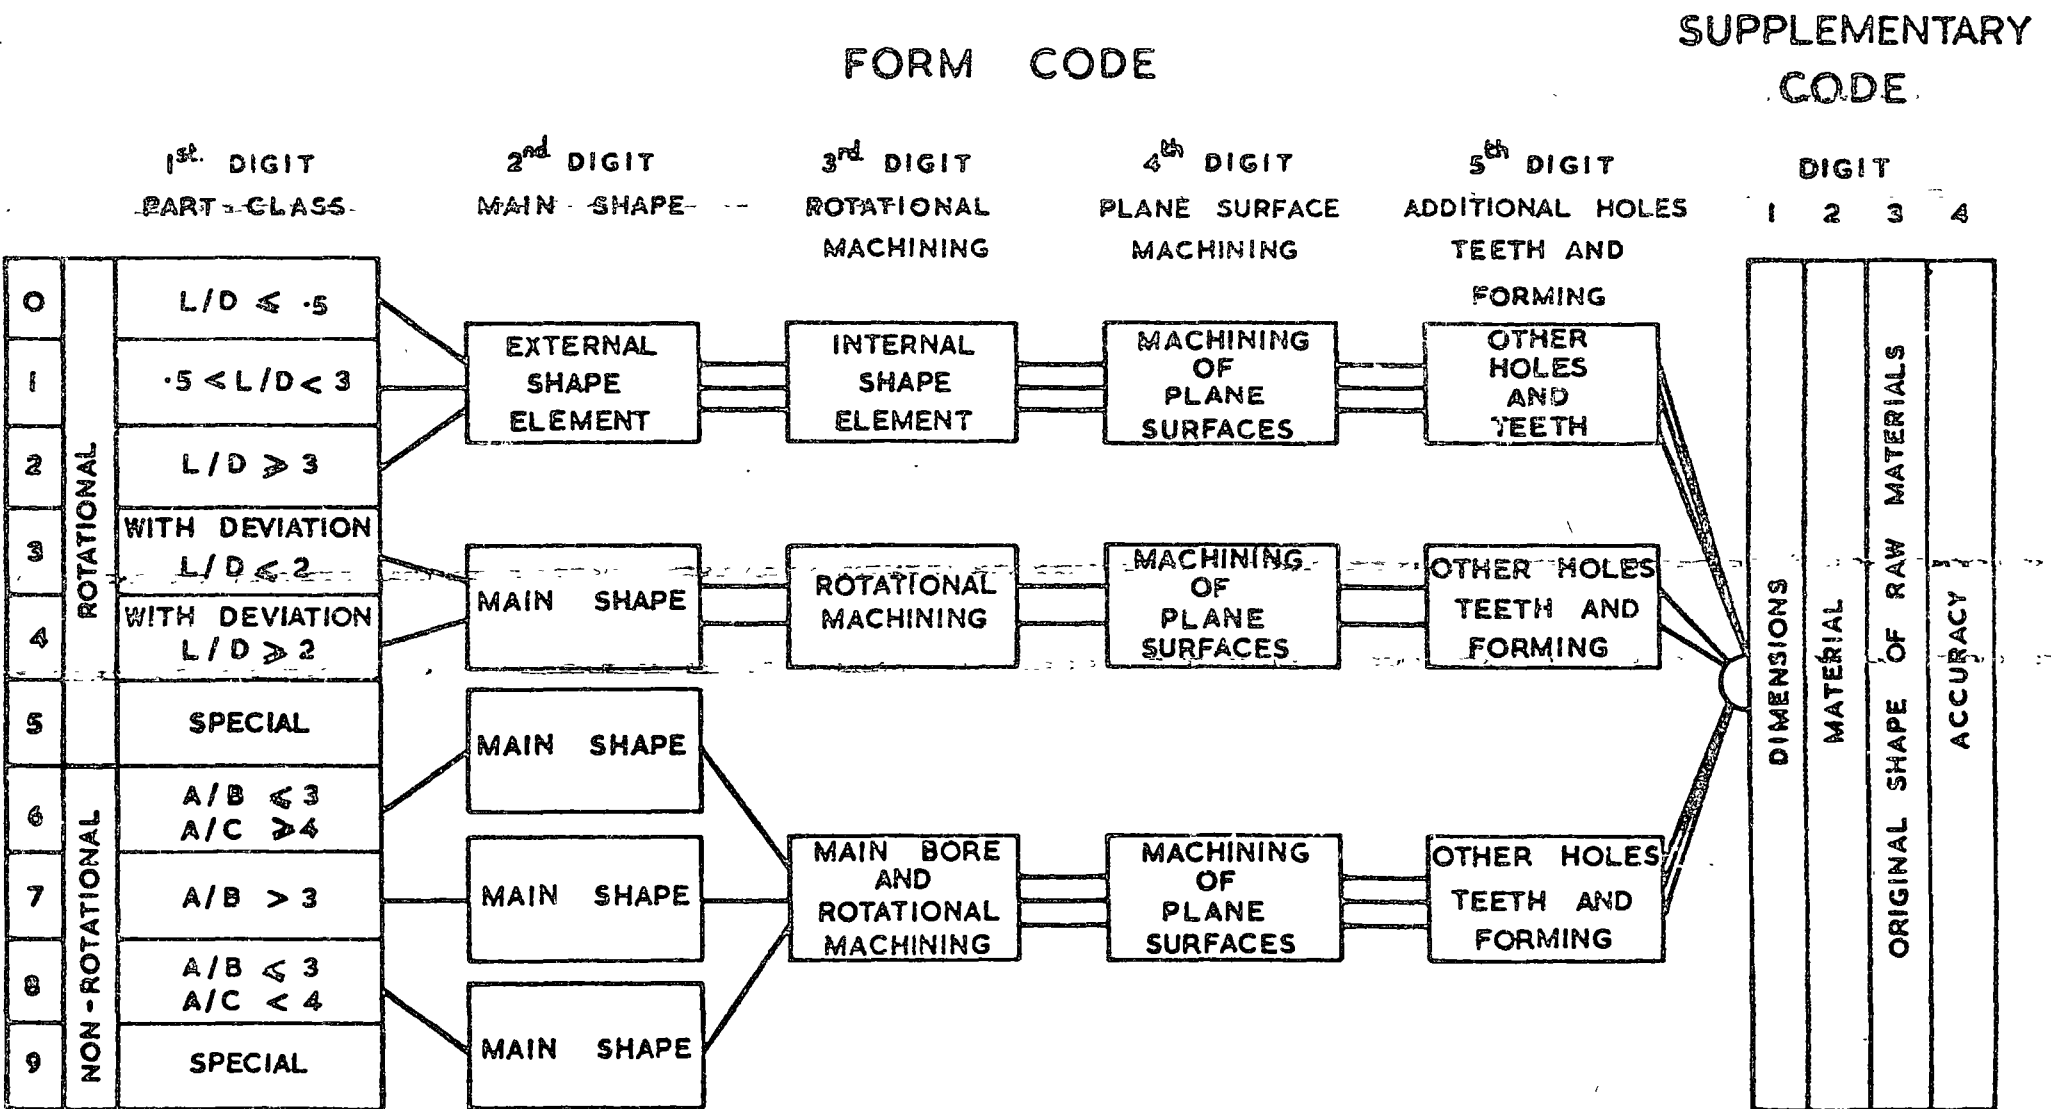 FORM CODE
SUPPLEMENTARY
CODE
1st. DIGIT
PART-CLASS
2nd DIGIT
MAIN SHAPE
3rd DIGIT
ROTATIONAL
MACHINING
4th DIGIT
PLANE SURFACE
MACHINING
5th DIGIT
ADDITIONAL HOLES
TEETH AND
FORMING
DIGIT
1 2 3 4
ROTATIONAL
0
L/D ⩽ ·5
1
·5 < L/D < 3
2
L/D ⩾ 3
3
WITH DEVIATION
L/D ⩽ 2
4
WITH DEVIATION
L/D ⩾ 2
5
SPECIAL
NON-ROTATIONAL
6
A/B ⩽ 3
A/C ⩾ 4
7
A/B > 3
8
A/B ⩽ 3
A/C < 4
9
SPECIAL
EXTERNAL
SHAPE
ELEMENT
INTERNAL
SHAPE
ELEMENT
MACHINING
OF
PLANE
SURFACES
OTHER
HOLES
AND
TEETH
MAIN SHAPE
ROTATIONAL
MACHINING
MACHINING
OF
PLANE
SURFACES
OTHER HOLES
TEETH AND
FORMING
MAIN SHAPE
MAIN SHAPE
MAIN SHAPE
MAIN BORE
AND
ROTATIONAL
MACHINING
MACHINING
OF
PLANE
SURFACES
OTHER HOLES
TEETH AND
FORMING
DIMENSIONS
MATERIAL
ORIGINAL SHAPE OF RAW MATERIALS
ACCURACY